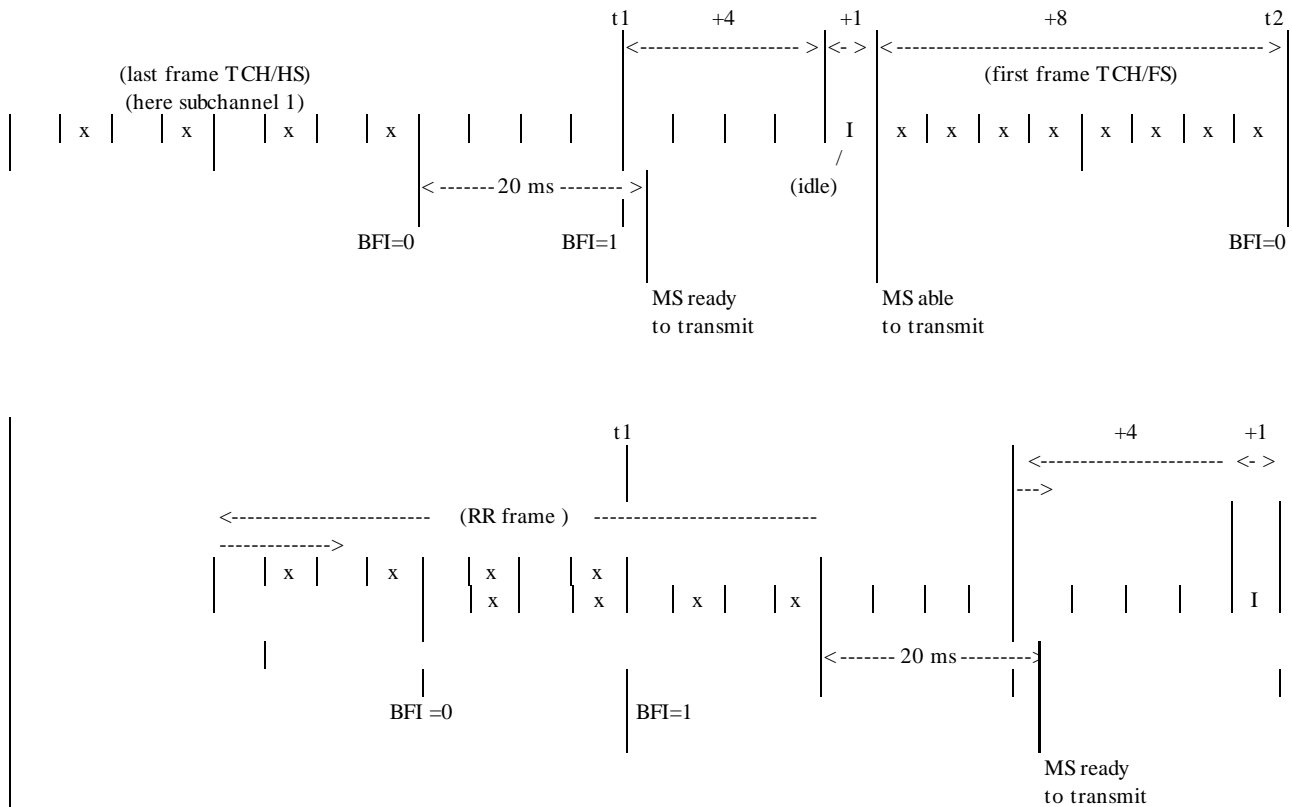 t1 +4 +1 +8 t2
<----------------------- > <- > <------------------------------------------------ >
(last frame TCH/HS) (first frame TCH/FS)
(here subchannel 1)
x x x x I x x x x x x x x
/
< ------- 20 ms -------- > (idle)
BFI=0 BFI=1 BFI=0
MS ready MS able
to transmit to transmit
t1 +4 +1
<---------------------- <- >
--->
<------------------------- (RR frame ) ----------------------------
-------------->
x x x x
x x x x I
< ------- 20 ms --------->
BFI =0 BFI=1
MS ready
to transmit